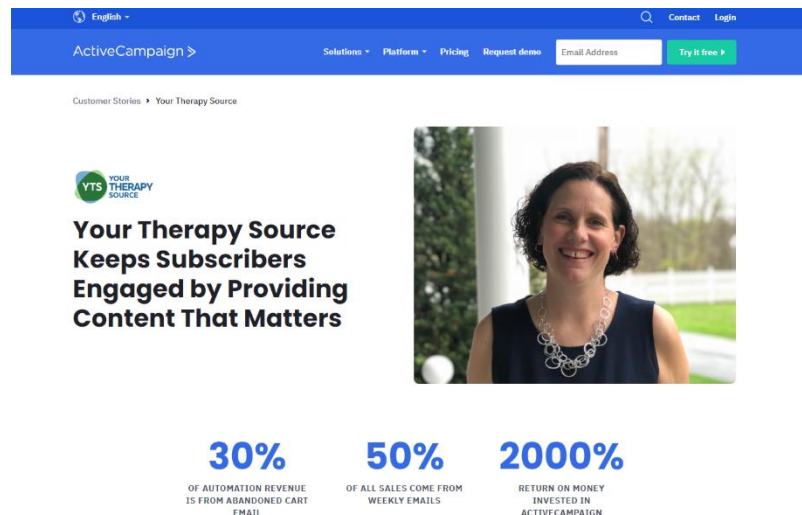 English
Contact Login
ActiveCampaign >
Solutions Platform Pricing Request demo Email Address Try it free
Customer Stories Your Therapy Source
YTS YOUR
THERAPY
SOURCE
Your Therapy Source
Keeps Subscribers
Engaged by Providing
Content That Matters
30% 50% 2000%
OF AUTOMATION REVENUE OF ALL SALES COME FROM RETURN ON MONEY
IS FROM ABANDONED CART WEEKLY EMAILS INVESTED IN
EMAIL ACTIVECAMPAIGN